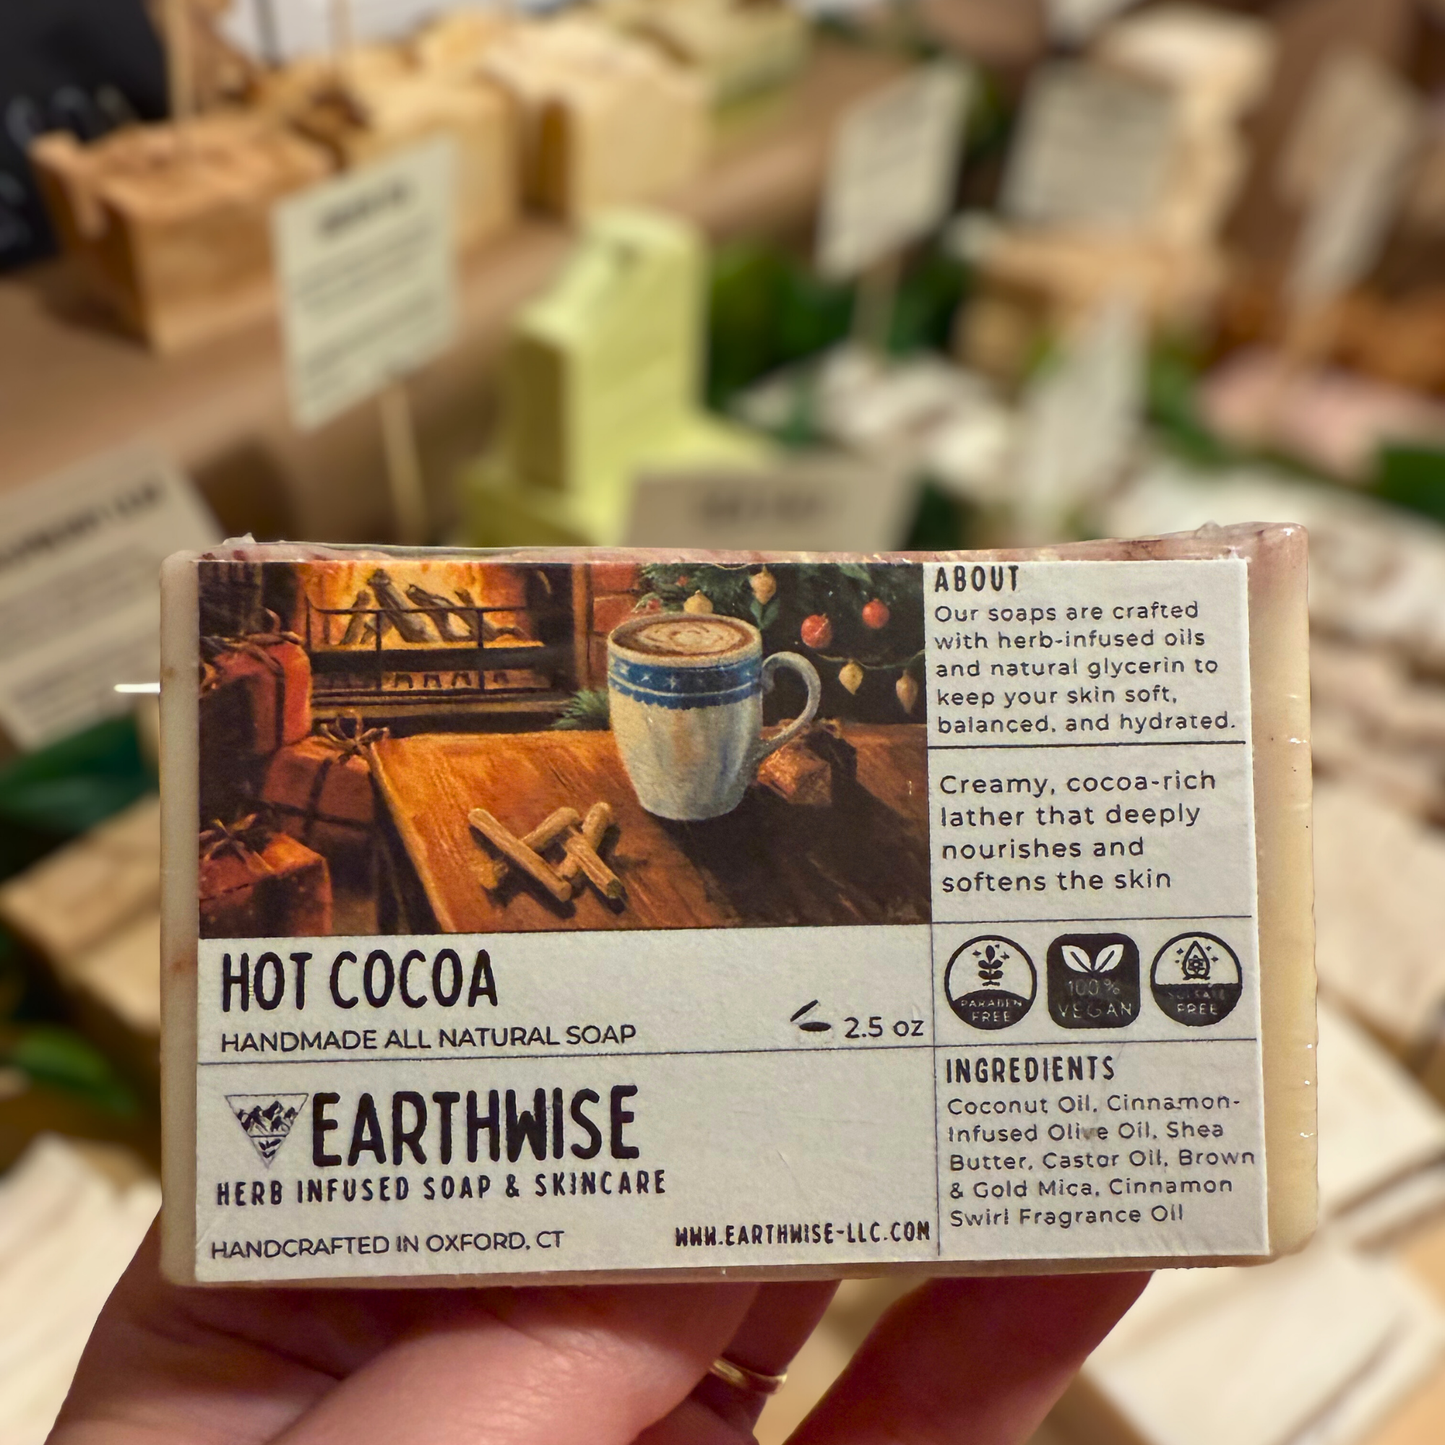 ABOUT
Our soaps are crafted
with herb-infused oils
and natural glycerin to
keep your skin soft,
balanced, and hydrated.
Creamy, cocoa-rich
lather that deeply
nourishes and
softens the skin
HOT COCOA
HANDMADE ALL NATURAL SOAP
2.5 oz
PARABEN
FREE
100%
VEGAN
SULFATE
FREE
EARTHWISE
HERB INFUSED SOAP & SKINCARE
HANDCRAFTED IN OXFORD, CT
WWW.EARTHWISE-LLC.COM
INGREDIENTS
Coconut Oil, Cinnamon-
Infused Olive Oil, Shea
Butter, Castor Oil, Brown
& Gold Mica, Cinnamon
Swirl Fragrance Oil